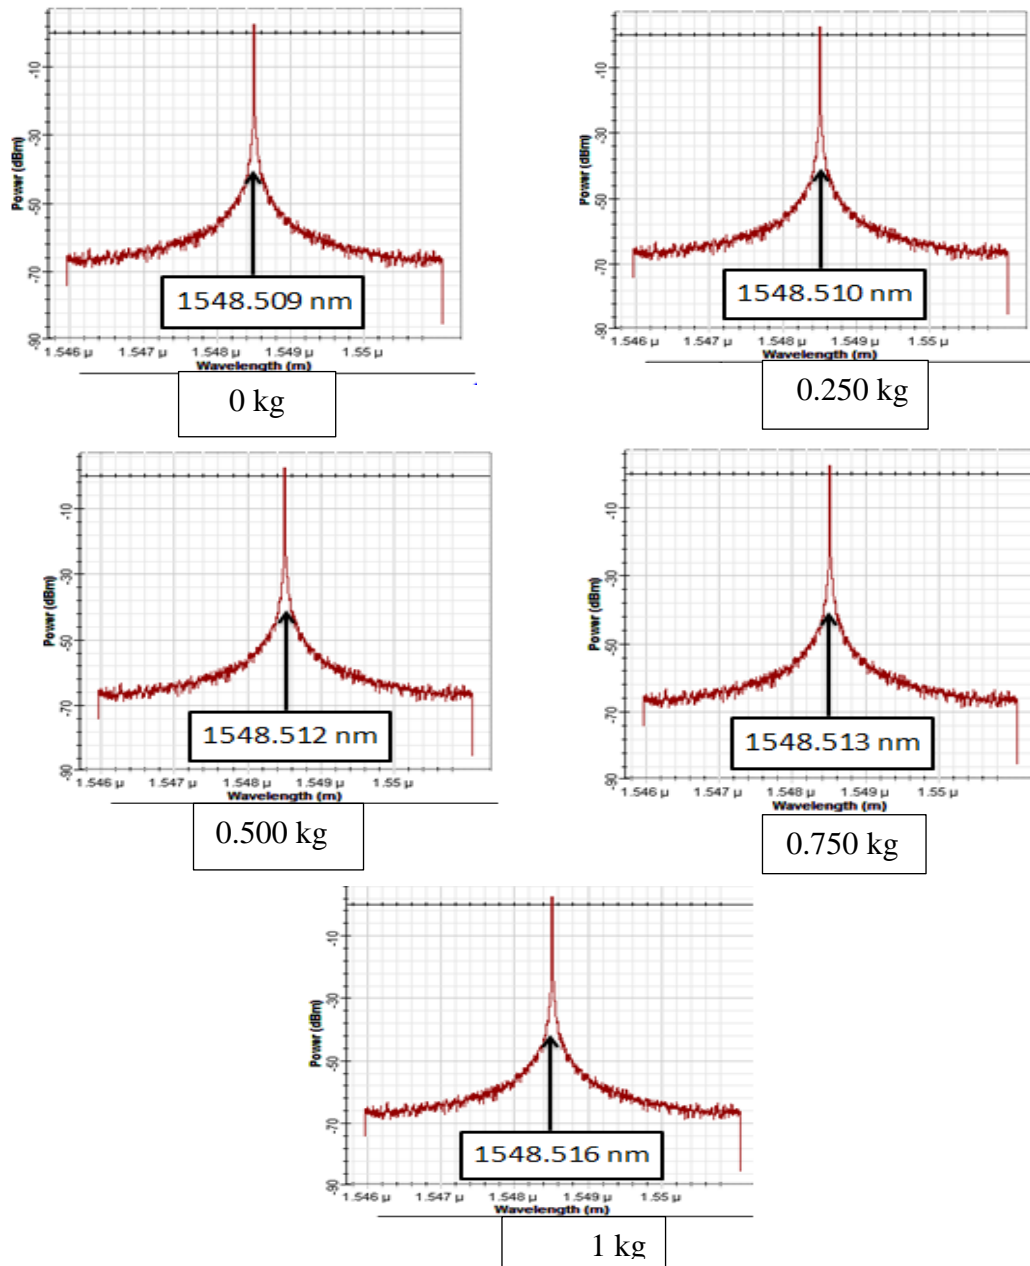 Power (dBm)
-10
-30
-50
-70
-90
1548.509 nm
1.546 µ 1.547 µ 1.548 µ 1.549 µ 1.55 µ
Wavelength (m)
0 kg
Power (dBm)
-10
-30
-50
-70
-90
1548.510 nm
1.546 µ 1.547 µ 1.548 µ 1.549 µ 1.55 µ
Wavelength (m)
0.250 kg
Power (dBm)
-10
-30
-50
-70
-90
1548.512 nm
1.546 µ 1.547 µ 1.548 µ 1.549 µ 1.55 µ
Wavelength (m)
0.500 kg
Power (dBm)
-10
-30
-50
-70
-90
1548.513 nm
1.546 µ 1.547 µ 1.548 µ 1.549 µ 1.55 µ
Wavelength (m)
0.750 kg
Power (dBm)
-10
-30
-50
-70
-90
1548.516 nm
1.546 µ 1.547 µ 1.548 µ 1.549 µ 1.55 µ
Wavelength (m)
1 kg